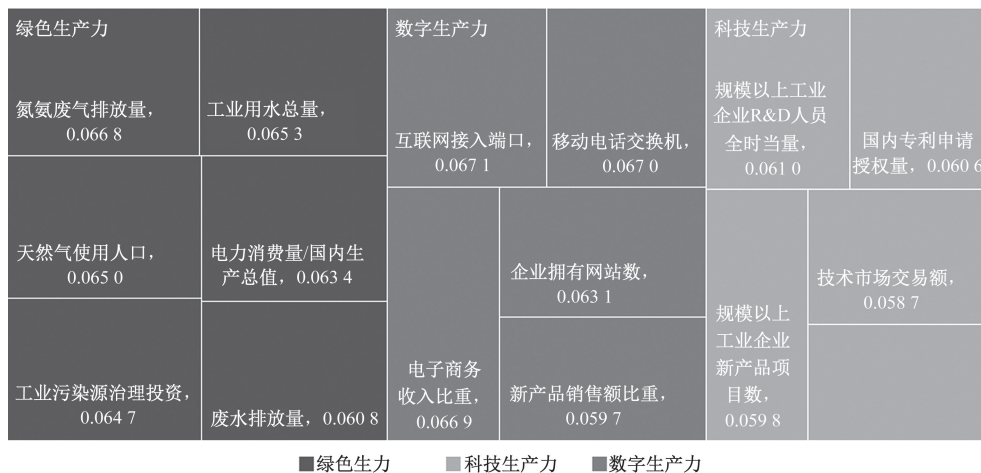 绿色生产力
氮氨废气排放量，
0.066 8
工业用水总量，
0.065 3
天然气使用人口，
0.065 0
电力消费量/国内生
产总值，0.063 4
工业污染源治理投资，
0.064 7
废水排放量，0.060 8
数字生产力
互联网接入端口，
0.067 1
移动电话交换机，
0.067 0
电子商务
收入比重，
0.066 9
企业拥有网站数，
0.063 1
新产品销售额比重，
0.059 7
科技生产力
规模以上工业
企业R&D人员
全时当量，
0.061 0
国内专利申请
授权量，0.060 6
规模以上
工业企业
新产品项
目数，
0.059 8
技术市场交易额，
0.058 7
绿色生力 科技生产力 数字生产力